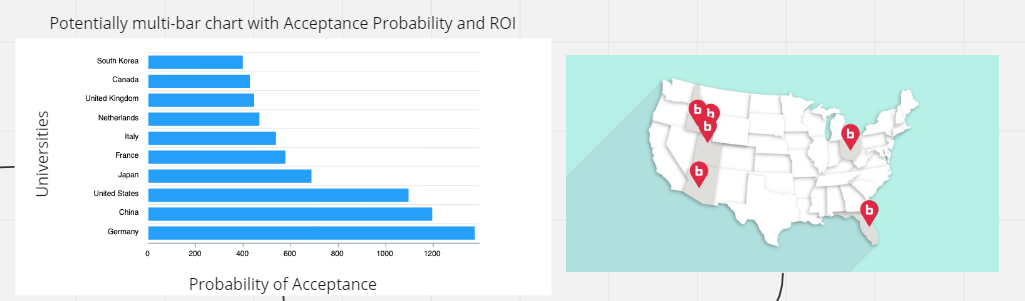 Potentially multi-bar chart with Acceptance Probability and ROI
Universities
South Korea
Canada
United Kingdom
Netherlands
Italy
France
Japan
United States
China
Germany
0 200 400 600 800 1000 1200
Probability of Acceptance
b b
b
b
b
b